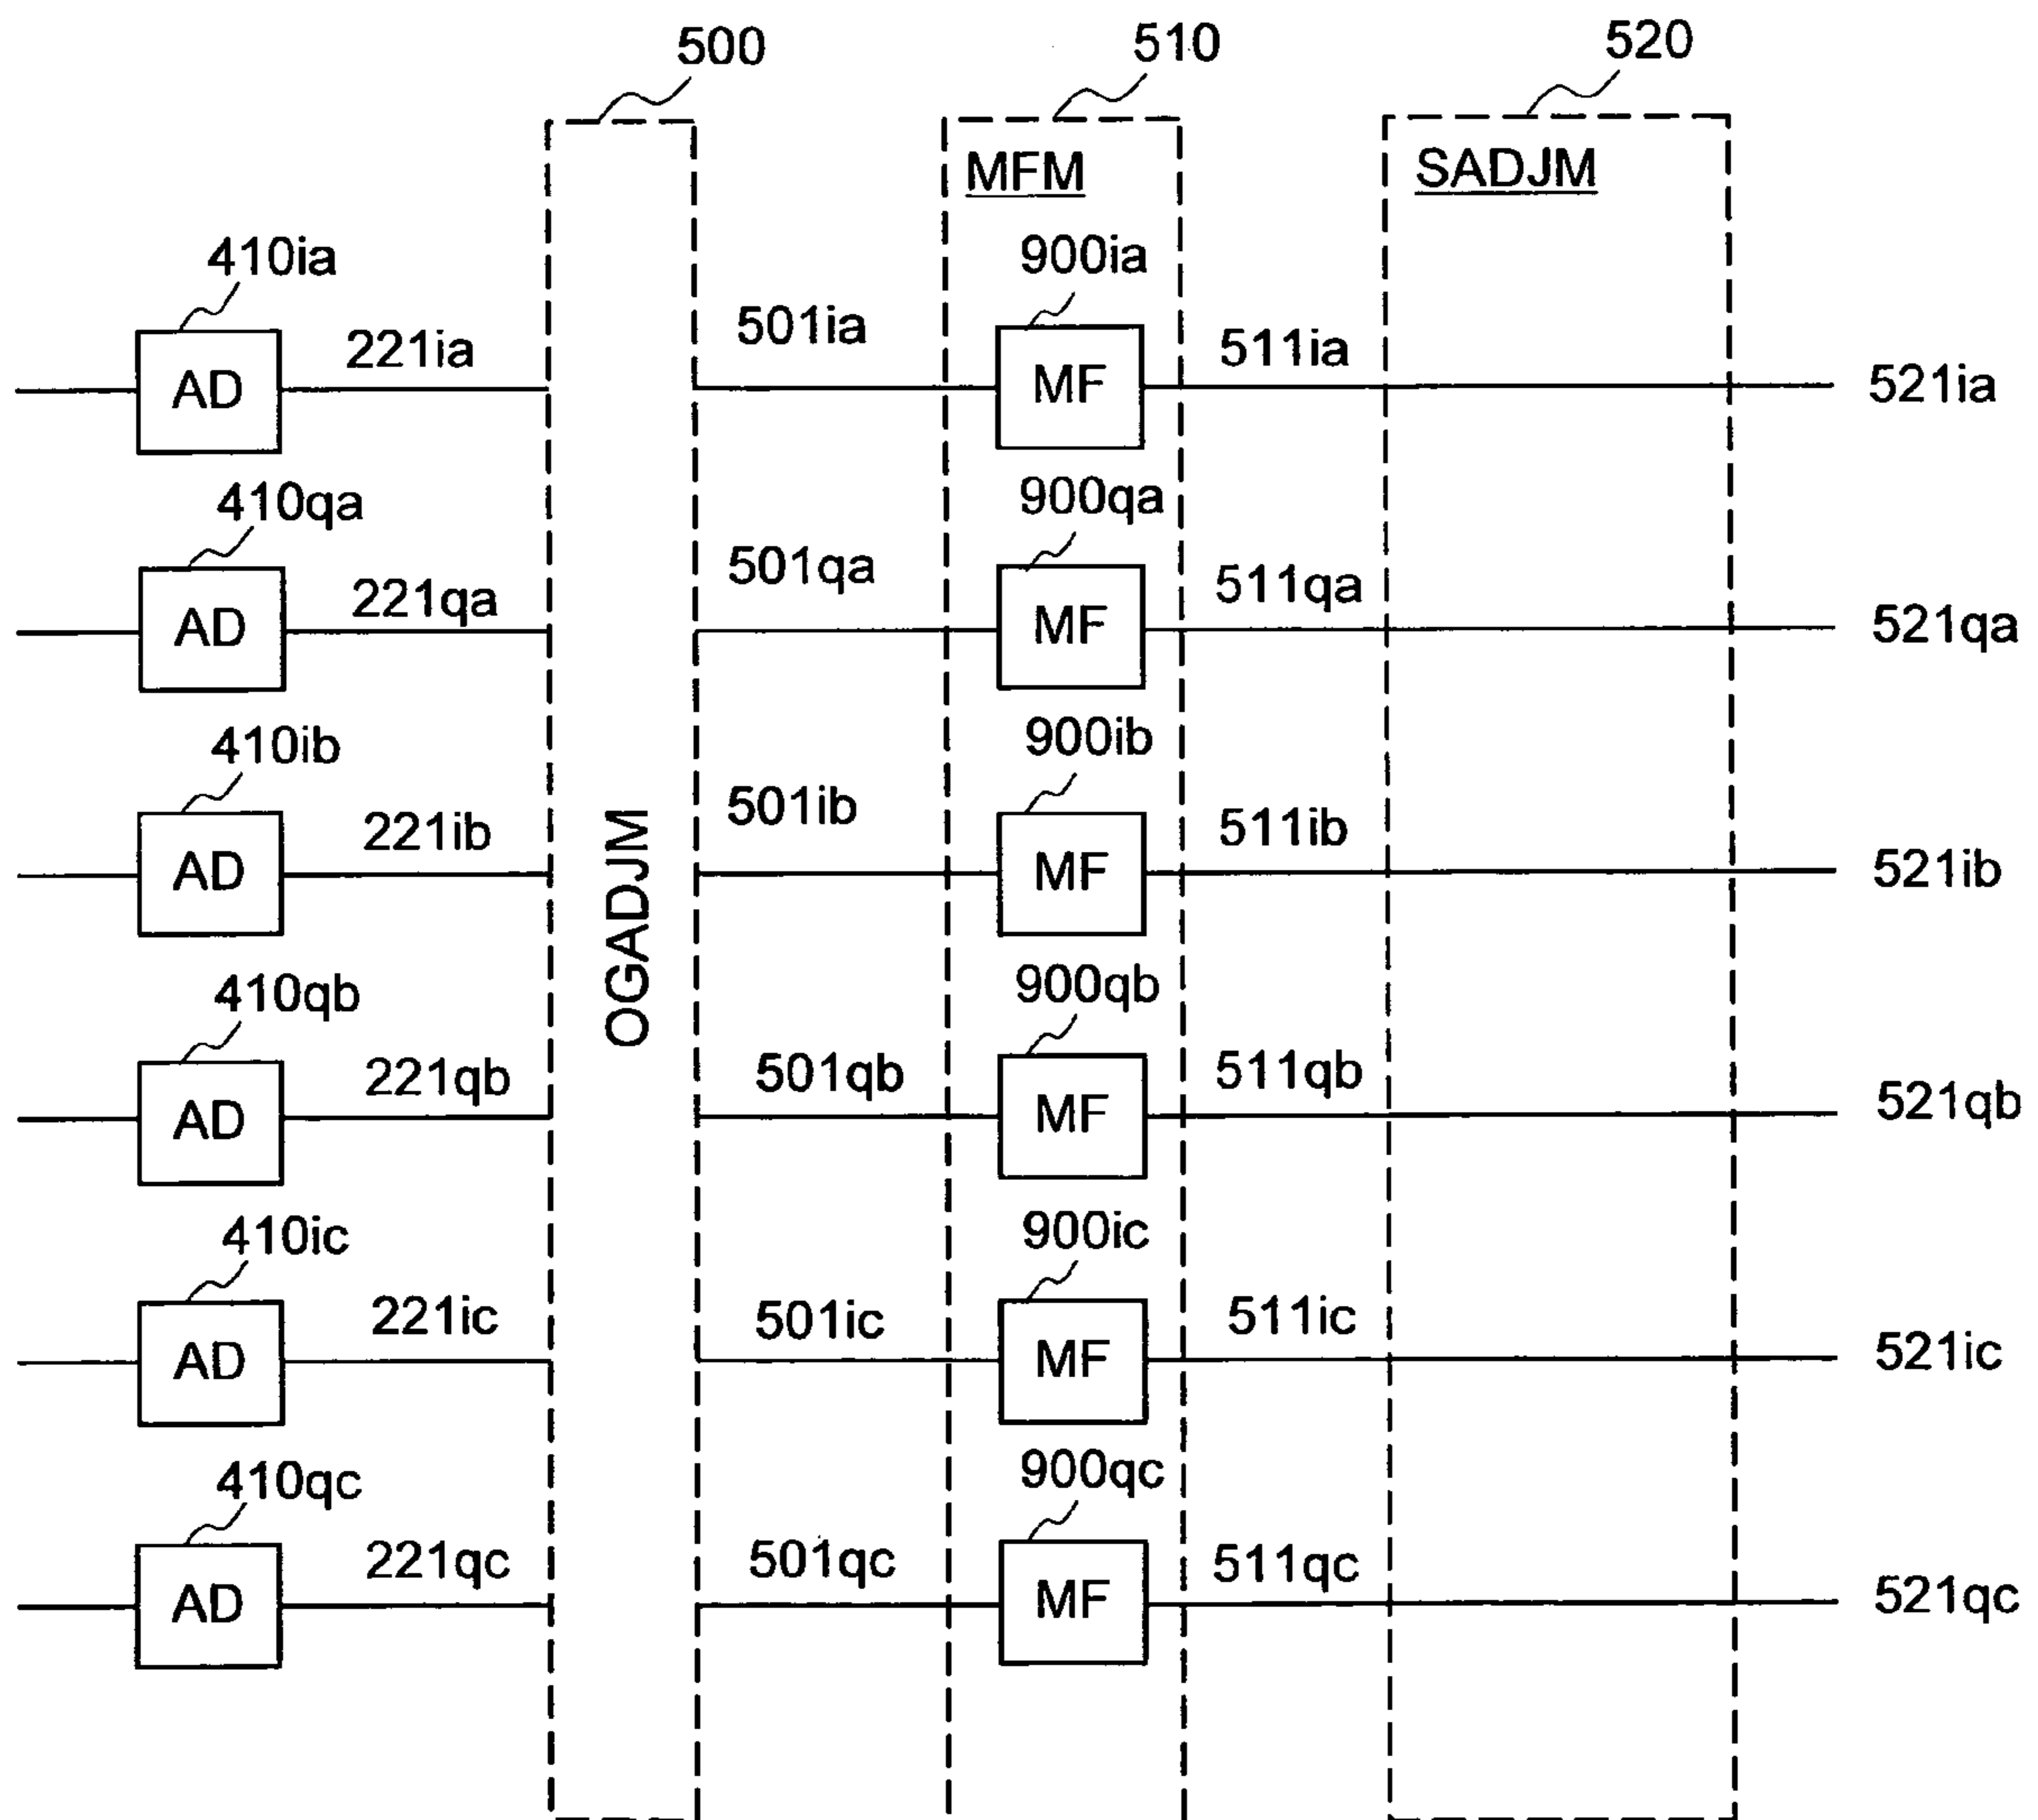 500
510
520
MFM
SADJM
410ia
900ia
221ia
501ia
511ia
AD
MF
521ia
410qa
900qa
221qa
501qa
511qa
AD
MF
521qa
410ib
900ib
221ib
501ib
511ib
AD
MF
521ib
OGADJM
410qb
900qb
221qb
501qb
511qb
AD
MF
521qb
410ic
900ic
221ic
501ic
511ic
AD
MF
521ic
410qc
900qc
221qc
501qc
511qc
AD
MF
521qc